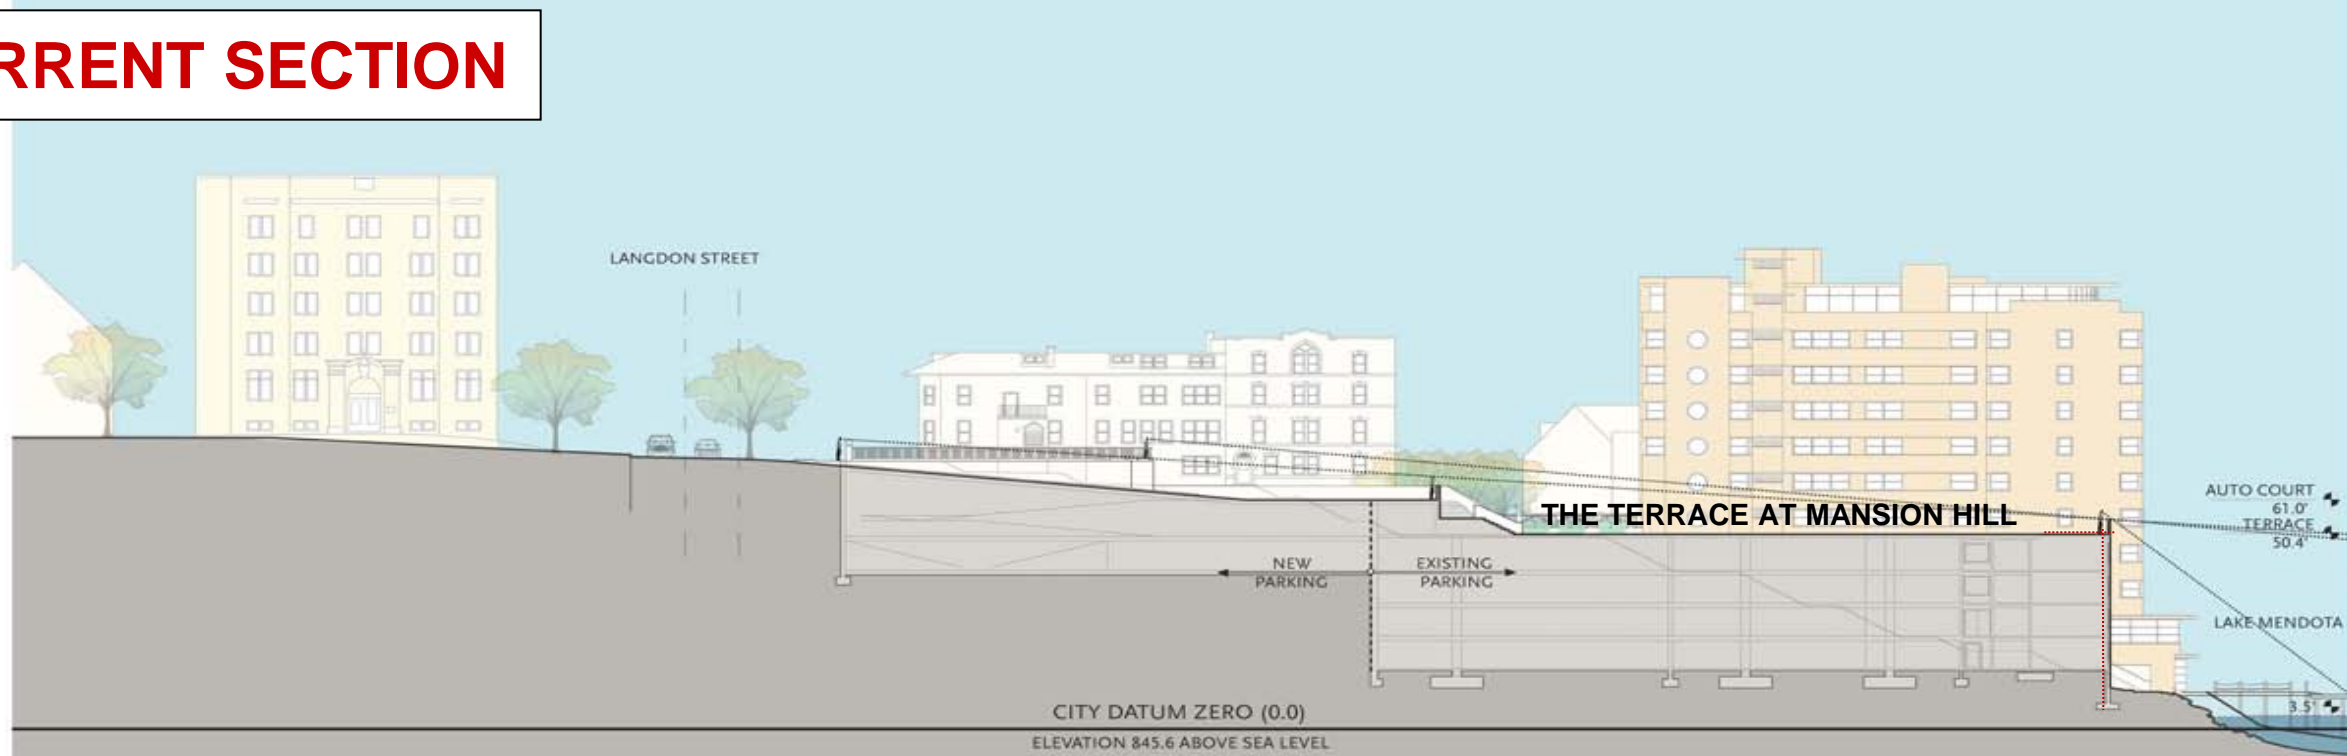 RRENT SECTION
LANGDON STREET
AUTO COURT
61.0'
TERRACE
50.4'
THE TERRACE AT MANSION HILL
NEW
PARKING
EXISTING
PARKING
LAKE MENDOTA
3.5'
CITY DATUM ZERO (0.0)
ELEVATION 845.6 ABOVE SEA LEVEL